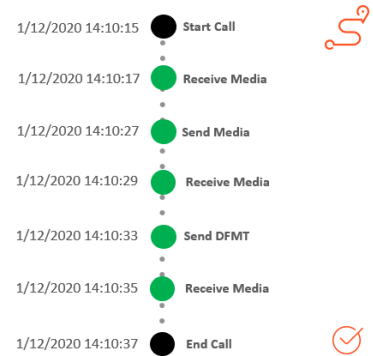 1/12/2020 14:10:15 Start Call
1/12/2020 14:10:17 Receive Media
1/12/2020 14:10:27 Send Media
1/12/2020 14:10:29 Receive Media
1/12/2020 14:10:33 Send DFMT
1/12/2020 14:10:35 Receive Media
1/12/2020 14:10:37 End Call